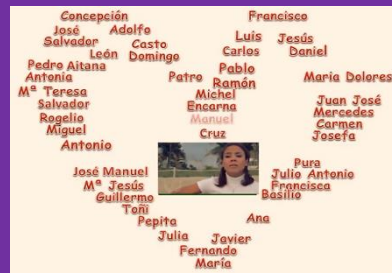 Concepción
Francisco
José
Adolfo
Salvador
Casto
Luis
Jesús
León
Domingo
Carlos
Daniel
Pedro
Aitana
Pablo
Antonia
Patro
Ramón
Maria Dolores
Mª Teresa
Michel
Salvador
Encarna
Juan José
Rogelio
Manuel
Mercedes
Miguel
Cruz
Carmen
Antonio
Josefa
José Manuel
Pura
Mª Jesús
Julio Antonio
Guillermo
Francisca
Toñi
Basilio
Pepita
Ana
Julia
Javier
Fernando
María